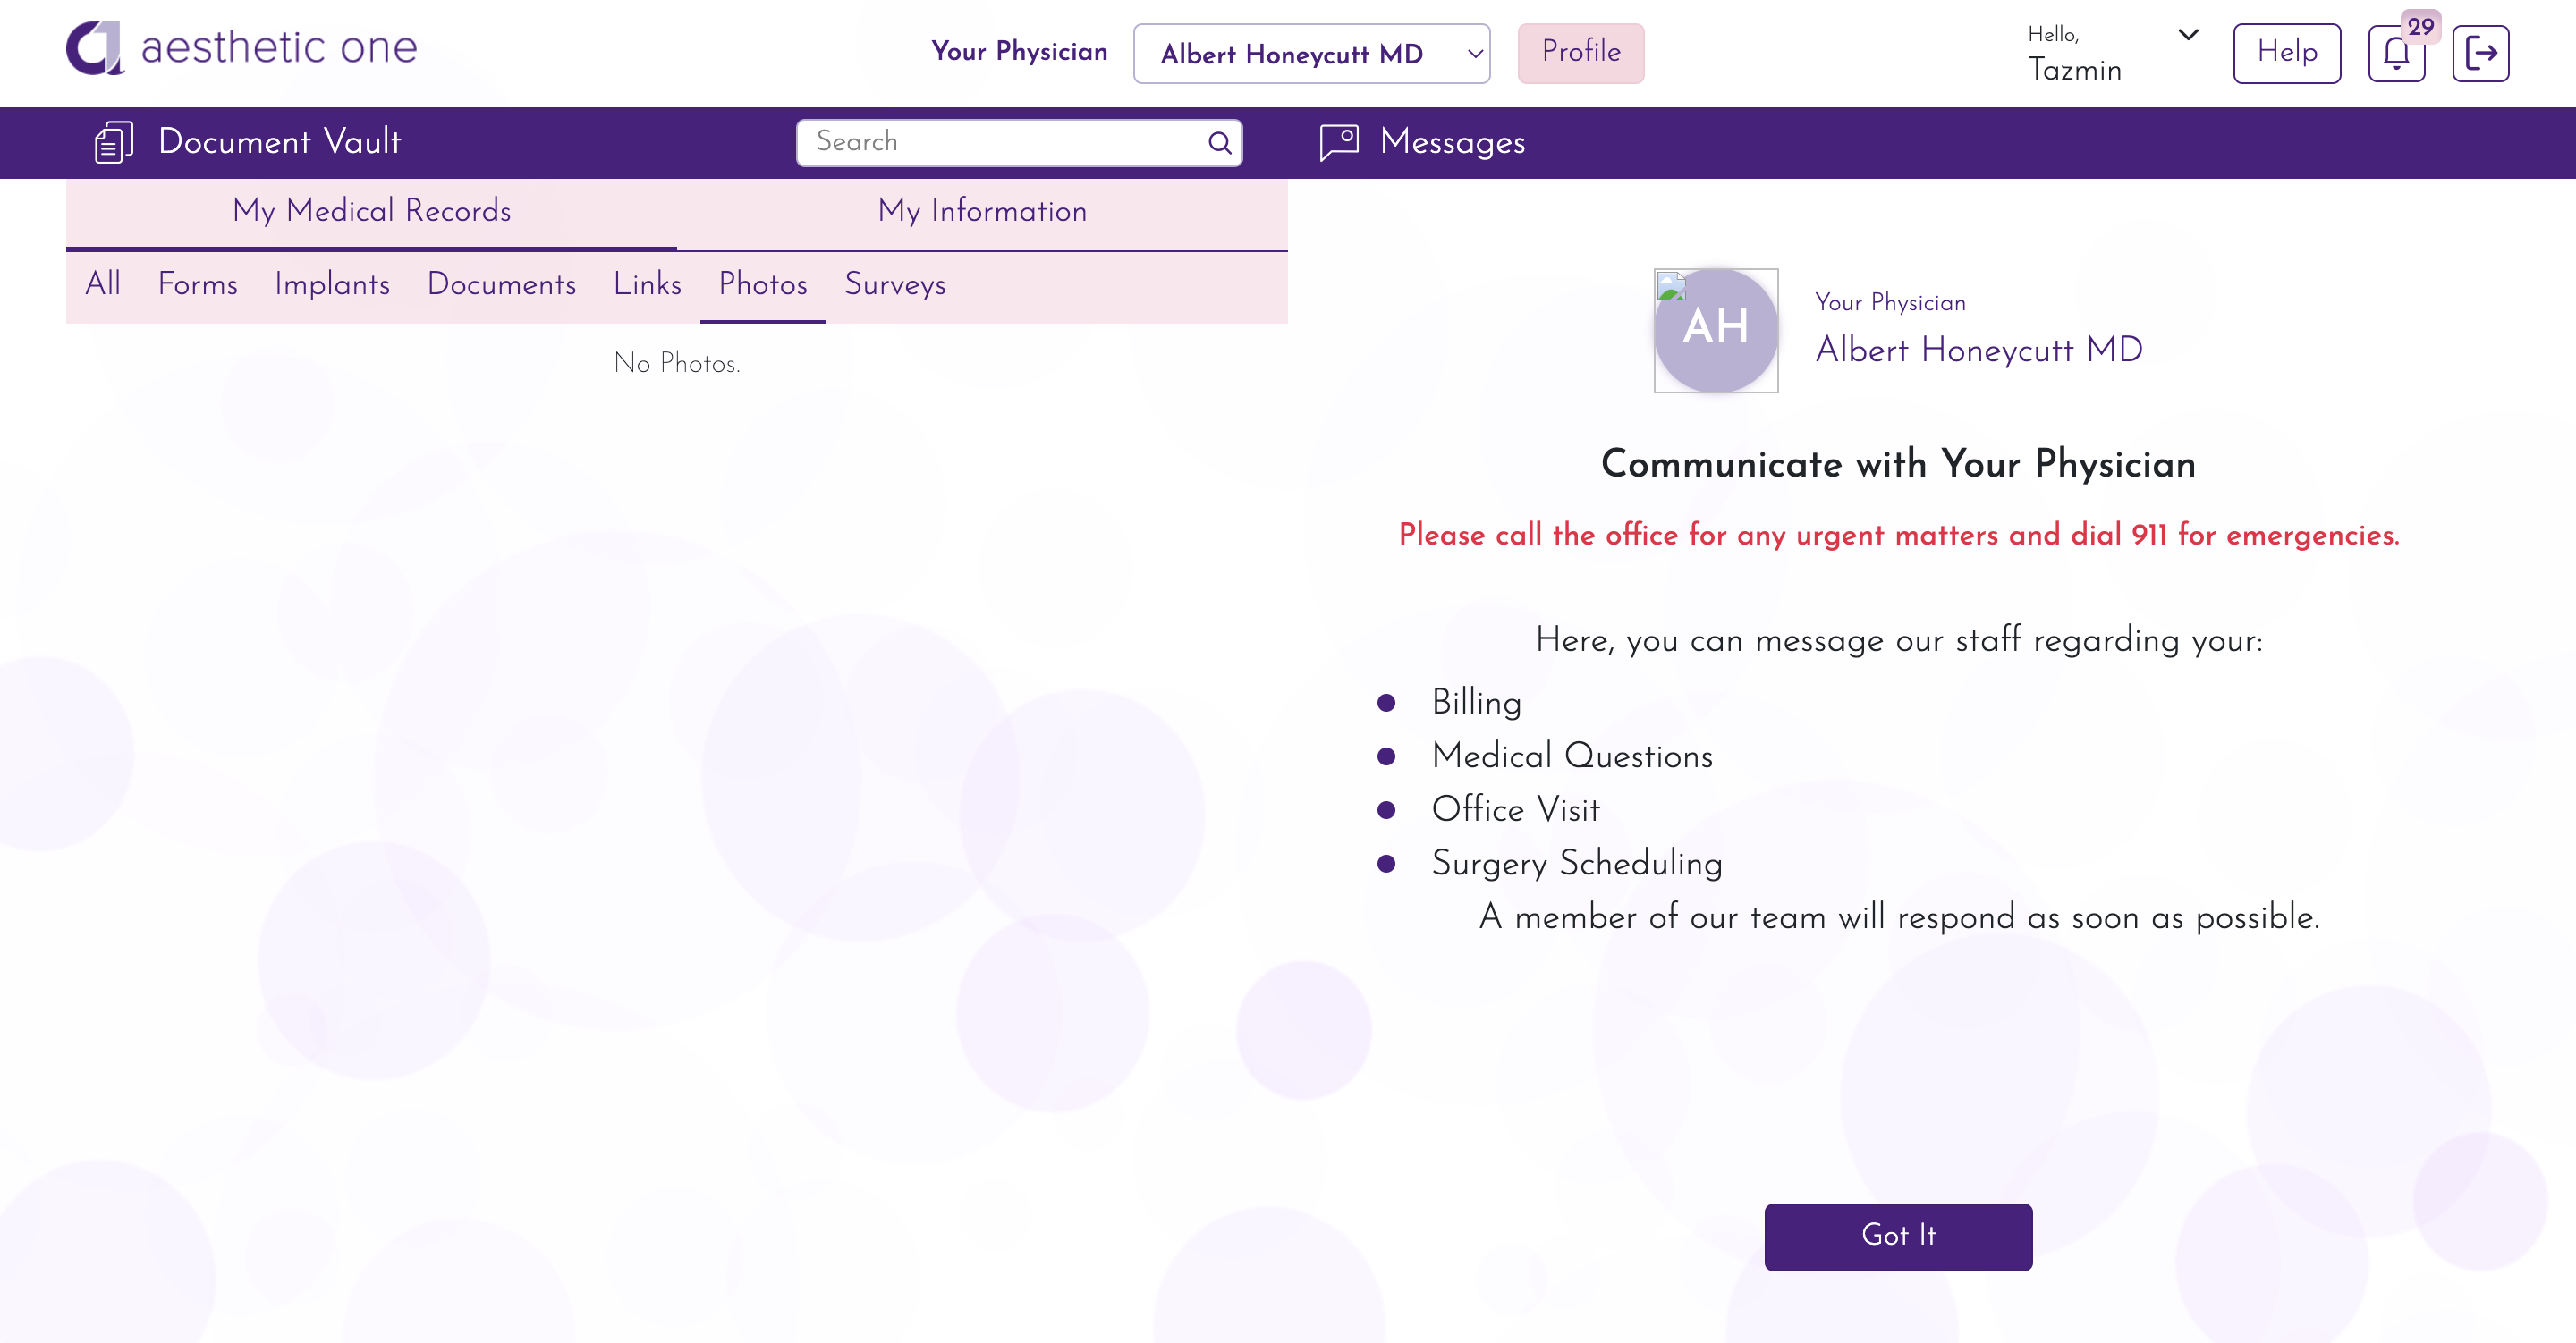 aesthetic one
Your Physician
Albert Honeycutt MD
Profile
Hello,
Tazmin
Help
29
Document Vault
Search
Messages
My Medical Records
My Information
All
Forms
Implants
Documents
Links
Photos
Surveys
No Photos.
AH
Your Physician
Albert Honeycutt MD
Communicate with Your Physician
Please call the office for any urgent matters and dial 911 for emergencies.
Here, you can message our staff regarding your:
Billing
Medical Questions
Office Visit
Surgery Scheduling
A member of our team will respond as soon as possible.
Got It